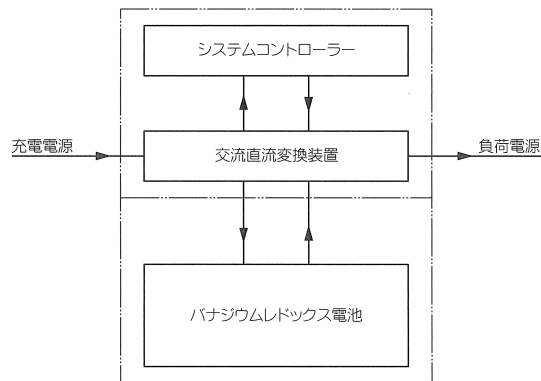 システムコントローラー
充電電源
交流直流変換装置
負荷電源
バナジウムレドックス電池